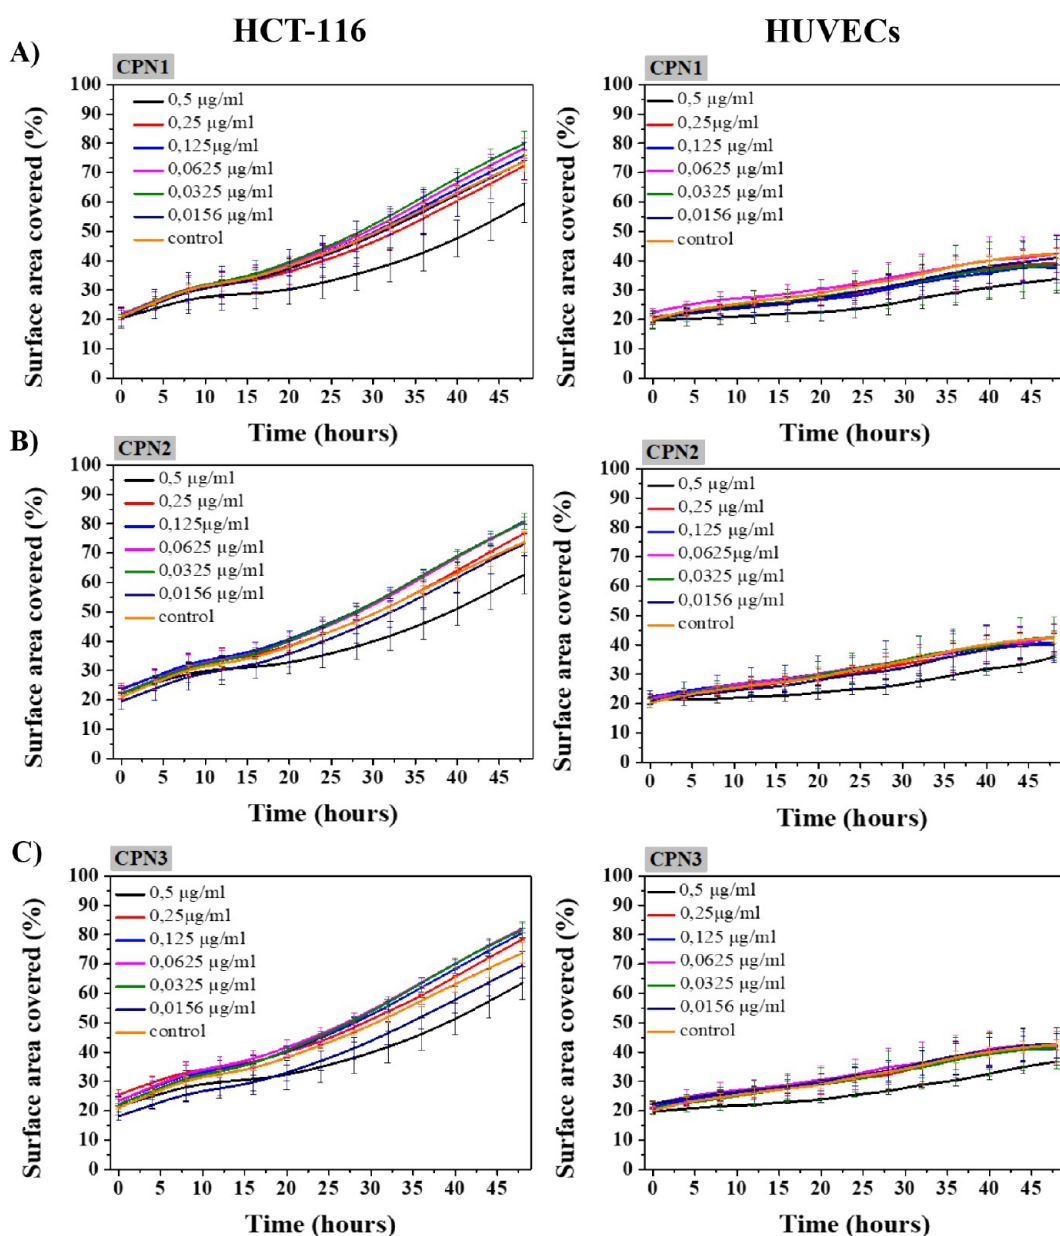 HCT-116
HUVECs
A)
CPN1
Surface area covered (%)
100
90
80
70
60
50
40
30
20
10
0
0,5 µg/ml
0,25 µg/ml
0,125µg/ml
0,0625 µg/ml
0,0325 µg/ml
0,0156 µg/ml
control
0 5 10 15 20 25 30 35 40 45
Time (hours)
CPN1
Surface area covered (%)
100
90
80
70
60
50
40
30
20
10
0
0,5 µg/ml
0,25µg/ml
0,125 µg/ml
0,0625 µg/ml
0,0325 µg/ml
0,0156 µg/ml
control
0 5 10 15 20 25 30 35 40 45
Time (hours)
B)
CPN2
Surface area covered (%)
100
90
80
70
60
50
40
30
20
10
0
0,5 µg/ml
0,25 µg/ml
0,125µg/ml
0,0625 µg/ml
0,0325 µg/ml
0,0156 µg/ml
control
0 5 10 15 20 25 30 35 40 45
Time (hours)
CPN2
Surface area covered (%)
100
90
80
70
60
50
40
30
20
10
0
0,5 µg/ml
0,25 µg/ml
0,125 µg/ml
0,0625µg/ml
0,0325 µg/ml
0,0156 µg/ml
control
0 5 10 15 20 25 30 35 40 45
Time (hours)
C)
CPN3
Surface area covered (%)
100
90
80
70
60
50
40
30
20
10
0
0,5 µg/ml
0,25µg/ml
0,125 µg/ml
0,0625 µg/ml
0,0325 µg/ml
0,0156 µg/ml
control
0 5 10 15 20 25 30 35 40 45
Time (hours)
CPN3
Surface area covered (%)
100
90
80
70
60
50
40
30
20
10
0
0,5 µg/ml
0,25µg/ml
0,125 µg/ml
0,0625 µg/ml
0,0325 µg/ml
0,0156 µg/ml
control
0 5 10 15 20 25 30 35 40 45
Time (hours)